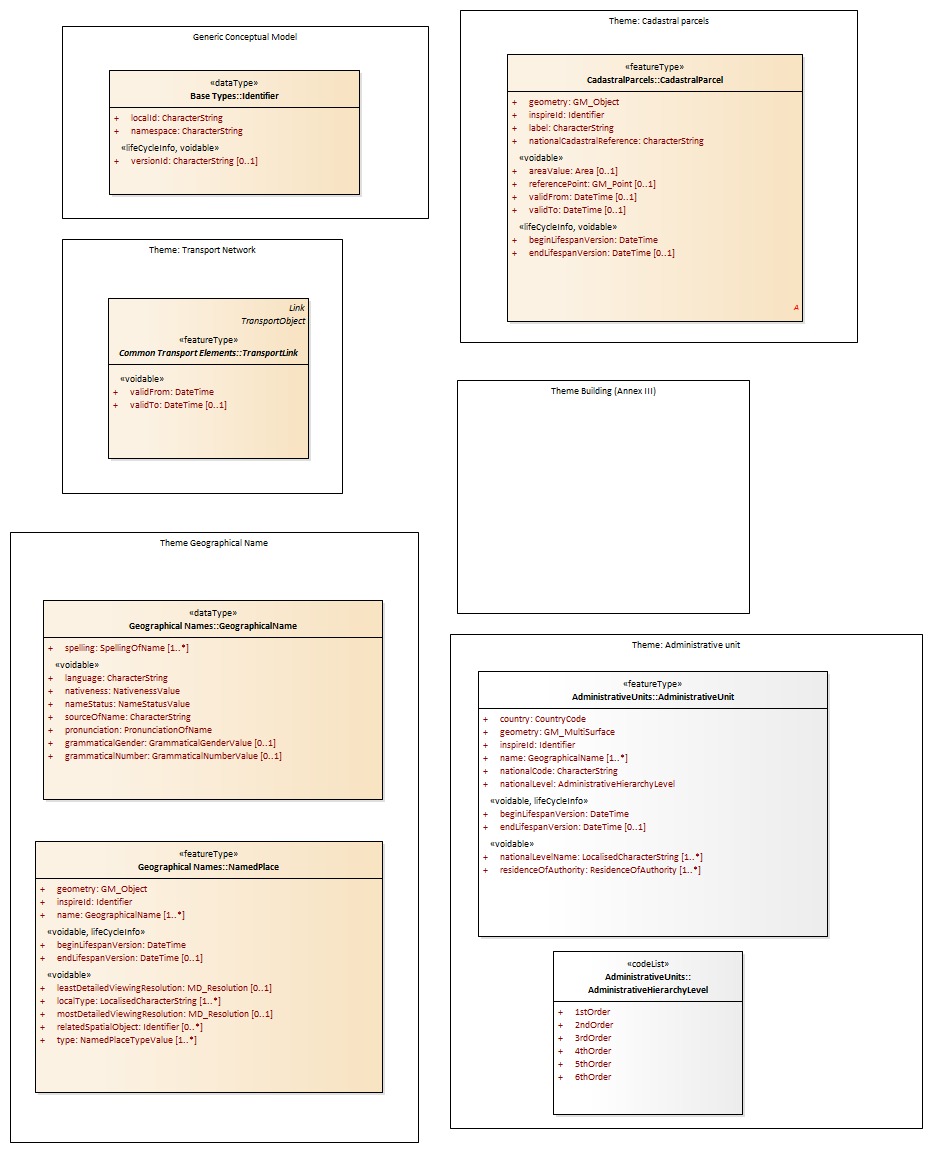 Generic Conceptual Model
«dataType»
Base Types::Identifier
+ localId: CharacterString
+ namespace: CharacterString
«lifeCycleInfo, voidable»
+ versionId: CharacterString [0..1]
Theme: Transport Network
Link
TransportObject
«featureType»
Common Transport Elements::TransportLink
«voidable»
+ validFrom: DateTime
+ validTo: DateTime [0..1]
Theme Geographical Name
«dataType»
Geographical Names::GeographicalName
+ spelling: SpellingOfName [1..*]
«voidable»
+ language: CharacterString
+ nativeness: NativenessValue
+ nameStatus: NameStatusValue
+ sourceOfName: CharacterString
+ pronunciation: PronunciationOfName
+ grammaticalGender: GrammaticalGenderValue [0..1]
+ grammaticalNumber: GrammaticalNumberValue [0..1]
«featureType»
Geographical Names::NamedPlace
+ geometry: GM_Object
+ inspireId: Identifier
+ name: GeographicalName [1..*]
«voidable, lifeCycleInfo»
+ beginLifespanVersion: DateTime
+ endLifespanVersion: DateTime [0..1]
«voidable»
+ leastDetailedViewingResolution: MD_Resolution [0..1]
+ localType: LocalisedCharacterString [1..*]
+ mostDetailedViewingResolution: MD_Resolution [0..1]
+ relatedSpatialObject: Identifier [0..*]
+ type: NamedPlaceTypeValue [1..*]
Theme: Cadastral parcels
«featureType»
CadastralParcels::CadastralParcel
+ geometry: GM_Object
+ inspireId: Identifier
+ label: CharacterString
+ nationalCadastralReference: CharacterString
«voidable»
+ areaValue: Area [0..1]
+ referencePoint: GM_Point [0..1]
+ validFrom: DateTime [0..1]
+ validTo: DateTime [0..1]
«lifeCycleInfo, voidable»
+ beginLifespanVersion: DateTime
+ endLifespanVersion: DateTime [0..1]
A
Theme Building (Annex III)
Theme: Administrative unit
«featureType»
AdministrativeUnits::AdministrativeUnit
+ country: CountryCode
+ geometry: GM_MultiSurface
+ inspireId: Identifier
+ name: GeographicalName [1..*]
+ nationalCode: CharacterString
+ nationalLevel: AdministrativeHierarchyLevel
«voidable, lifeCycleInfo»
+ beginLifespanVersion: DateTime
+ endLifespanVersion: DateTime [0..1]
«voidable»
+ nationalLevelName: LocalisedCharacterString [1..*]
+ residenceOfAuthority: ResidenceOfAuthority [1..*]
«codeList»
AdministrativeUnits::
AdministrativeHierarchyLevel
+ 1stOrder
+ 2ndOrder
+ 3rdOrder
+ 4thOrder
+ 5thOrder
+ 6thOrder